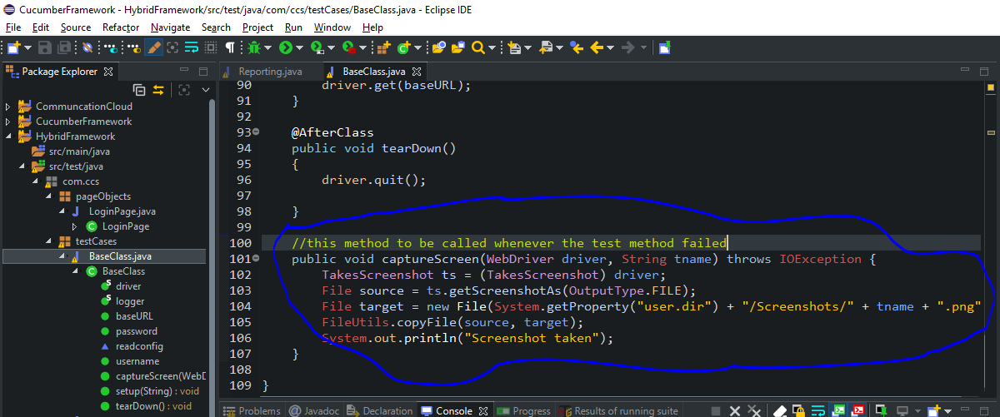 CucumberFramework - HybridFramework/src/test/java/com/ccs/testCases/BaseClass.java - Eclipse IDE
File Edit Source Refactor Navigate Search Project Run Window Help
Package Explorer
CommuncationCloud
CucumberFramework
HybridFramework
src/main/java
src/test/java
com.ccs
pageObjects
LoginPage.java
LoginPage
testCases
BaseClass.java
BaseClass
driver
logger
baseURL
password
readconfig
username
captureScreen(WebD
setup(String) : void
tearDown() : void
Reporting.java BaseClass.java
90 driver.get(baseURL);
91 }
92
93 @AfterClass
94 public void tearDown()
95 {
96 driver.quit();
97
98 }
99
100 //this method to be called whenever the test method failed
101 public void captureScreen(WebDriver driver, String tname) throws IOException {
102 TakesScreenshot ts = (TakesScreenshot) driver;
103 File source = ts.getScreenshotAs(OutputType.FILE);
104 File target = new File(System.getProperty("user.dir") + "/Screenshots/" + tname + ".png"
105 FileUtils.copyFile(source, target);
106 System.out.println("Screenshot taken");
107 }
108
109 }
Problems Javadoc Declaration Console Progress Results of running suite